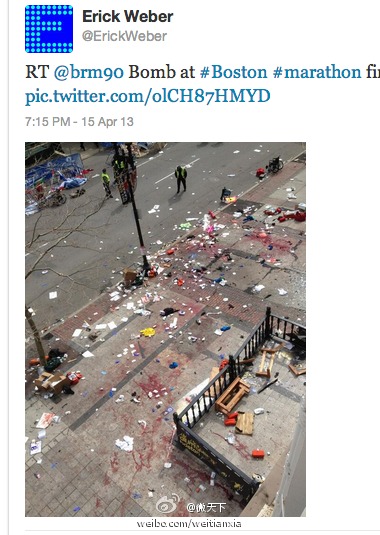 Erick Weber
@ErickWeber
RT @brm90 Bomb at #Boston #marathon fi
pic.twitter.com/olCH87HMYD
7:15 PM - 15 Apr 13
@微天下
weibo.com/weitianxia